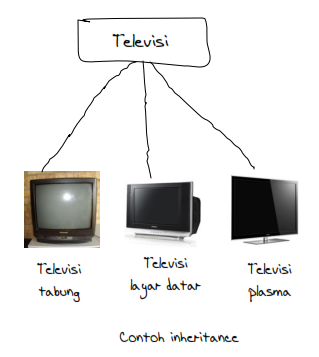 Televisi
Televisi
tabung
Televisi
layar datar
Televisi
plasma
Contoh inheritance